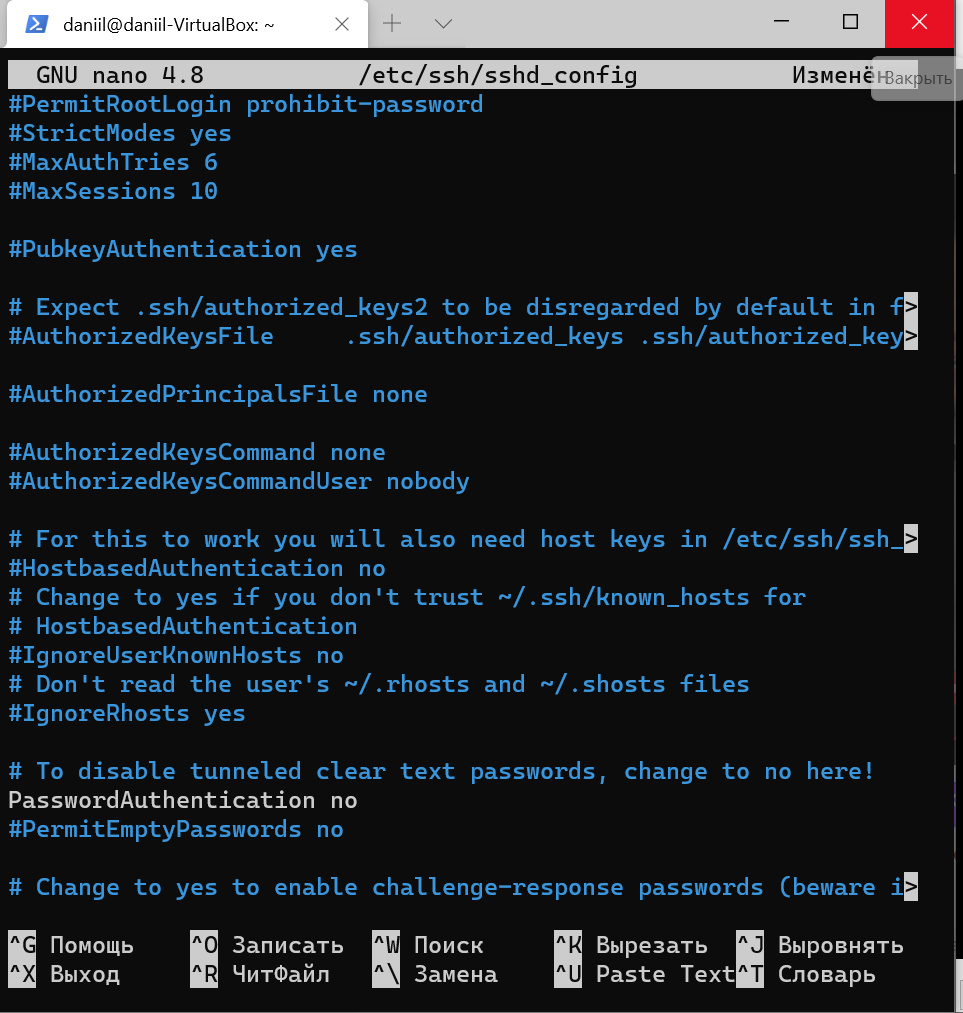 daniil@daniil-VirtualBox: ~
GNU nano 4.8 /etc/ssh/sshd_config Изменён
Закрыть
#PermitRootLogin prohibit-password
#StrictModes yes
#MaxAuthTries 6
#MaxSessions 10
#PubkeyAuthentication yes
# Expect .ssh/authorized_keys2 to be disregarded by default in f>
#AuthorizedKeysFile .ssh/authorized_keys .ssh/authorized_key>
#AuthorizedPrincipalsFile none
#AuthorizedKeysCommand none
#AuthorizedKeysCommandUser nobody
# For this to work you will also need host keys in /etc/ssh/ssh_>
#HostbasedAuthentication no
# Change to yes if you don't trust ~/.ssh/known_hosts for
# HostbasedAuthentication
#IgnoreUserKnownHosts no
# Don't read the user's ~/.rhosts and ~/.shosts files
#IgnoreRhosts yes
# To disable tunneled clear text passwords, change to no here!
PasswordAuthentication no
#PermitEmptyPasswords no
# Change to yes to enable challenge-response passwords (beware i>
^G Помощь ^O Записать ^W Поиск ^K Вырезать ^J Выровнять
^X Выход ^R ЧитФайл ^\ Замена ^U Paste Text ^T Словарь